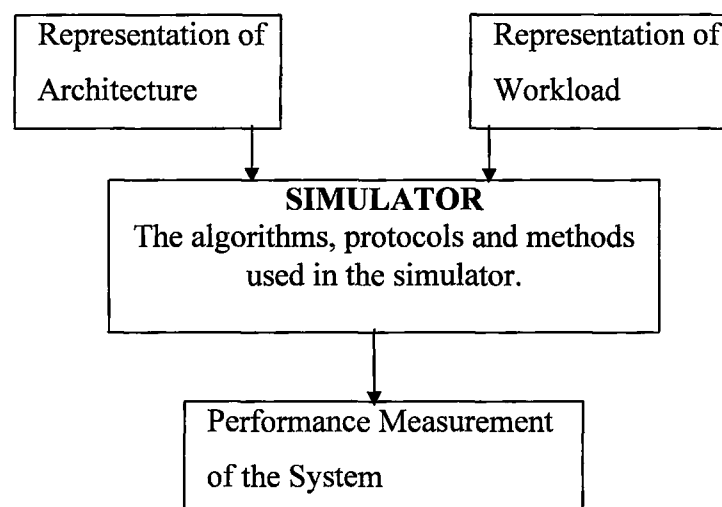 Representation of
Architecture
Representation of
Workload
SIMULATOR
The algorithms, protocols and methods
used in the simulator.
Performance Measurement
of the System